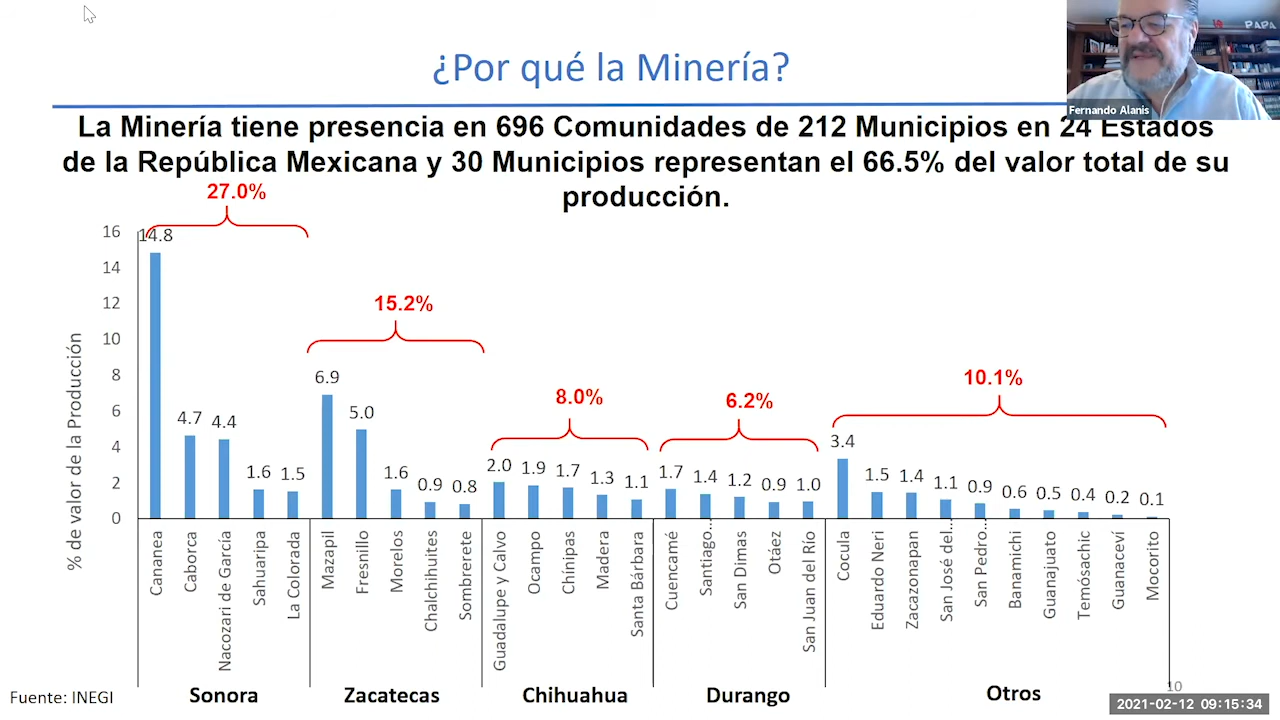 ¿Por qué la Minería?
PAPA
Fernando Alanis
La Minería tiene presencia en 696 Comunidades de 212 Municipios en 24 Estados
de la República Mexicana y 30 Municipios representan el 66.5% del valor total de su
producción.
27.0%
15.2%
8.0%
6.2%
10.1%
% de valor de la Producción
16
14
12
10
8
6
4
2
0
14.8
4.7
4.4
1.6
1.5
6.9
5.0
1.6
0.9
0.8
2.0
1.9
1.7
1.3
1.1
1.7
1.4
1.2
0.9
1.0
3.4
1.5
1.4
1.1
0.9
0.6
0.5
0.4
0.2
0.1
Cananea
Caborca
Nacozari de García
Sahuaripa
La Colorada
Mazapil
Fresnillo
Morelos
Chalchihuites
Sombrerete
Guadalupe y Calvo
Ocampo
Chínipas
Madera
Santa Bárbara
Cuencamé
Santiago...
San Dimas
Otáez
San Juan del Río
Cocula
Eduardo Neri
Zacazonapan
San José del...
San Pedro...
Banamichi
Guanajuato
Temósachic
Guanaceví
Mocorito
Sonora
Zacatecas
Chihuahua
Durango
Otros
Fuente: INEGI
10
2021-02-12 09:15:34